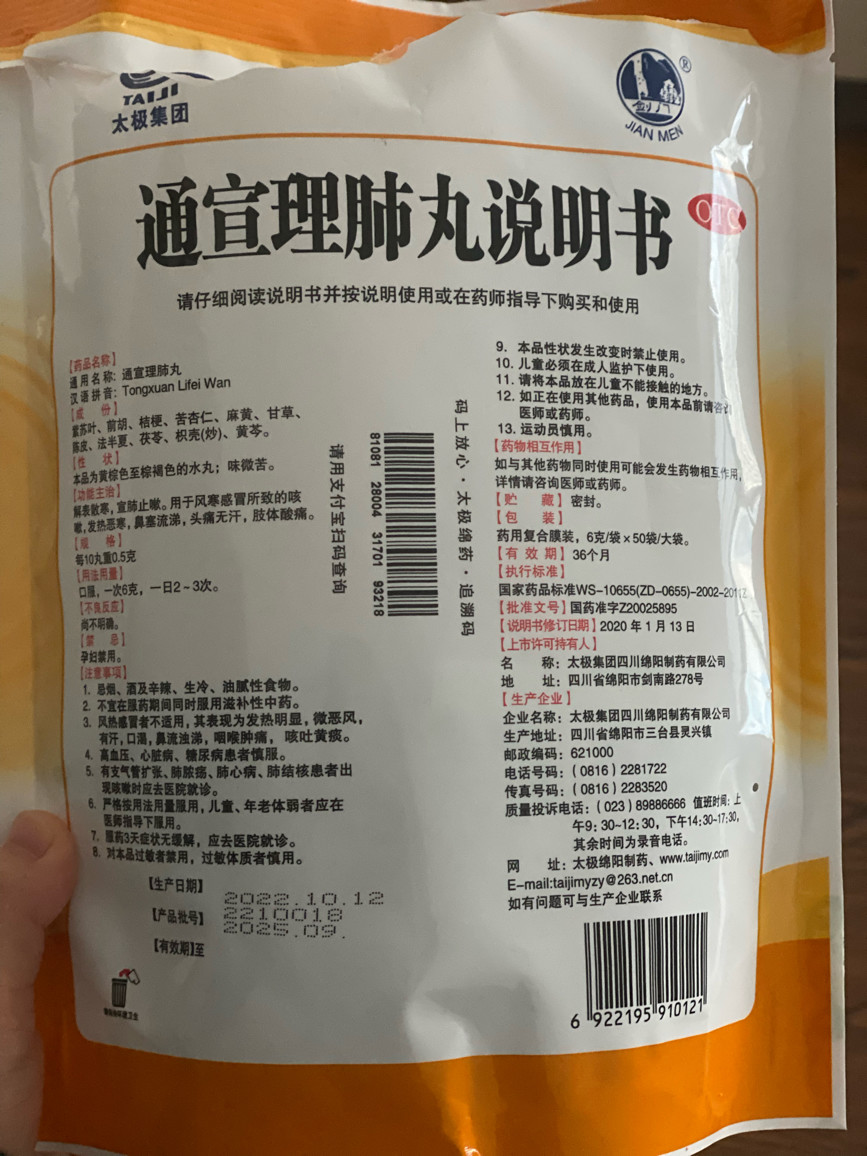 TAIJI
太极集团
®
JIAN MEN
通宣理肺丸说明书
OTC
请仔细阅读说明书并按说明使用或在药师指导下购买和使用
【药品名称】
通用名称：通宣理肺丸
汉语拼音：Tongxuan Lifei Wan
【成 份】
紫苏叶、前胡、桔梗、苦杏仁、麻黄、甘草、
陈皮、法半夏、茯苓、枳壳(炒)、黄芩。
【性 状】
本品为黄棕色至棕褐色的水丸；味微苦。
【功能主治】
解表散寒，宣肺止嗽。用于风寒感冒所致的咳
嗽，发热恶寒，鼻塞流涕，头痛无汗，肢体酸痛。
【规 格】
每10丸重0.5克
【用法用量】
口服，一次6克，一日2~3次。
【不良反应】
尚不明确。
【禁 忌】
孕妇禁用。
【注意事项】
1. 忌烟、酒及辛辣、生冷、油腻性食物。
2. 不宜在服药期间同时服用滋补性中药。
3. 风热感冒者不适用，其表现为发热明显，微恶风，
有汗，口渴，鼻流浊涕，咽喉肿痛，咳吐黄痰。
4. 高血压、心脏病、糖尿病患者慎服。
5. 有支气管扩张、肺脓疡、肺心病、肺结核患者出
现咳嗽时应去医院就诊。
6. 严格按用法用量服用，儿童、年老体弱者应在
医师指导下服用。
7. 服药3天症状无缓解，应去医院就诊。
8. 对本品过敏者禁用，过敏体质者慎用。
【生产日期】
2022.10.12
【产品批号】
2210018
2025.09.
【有效期】至
请用支付宝扫码查询
81081 28004 31701 93218
码上放心·太极绵药·追溯码
9. 本品性状发生改变时禁止使用。
10. 儿童必须在成人监护下使用。
11. 请将本品放在儿童不能接触的地方。
12. 如正在使用其他药品，使用本品前请咨询
医师或药师。
13. 运动员慎用。
【药物相互作用】
如与其他药物同时使用可能会发生药物相互作用，
详情请咨询医师或药师。
【贮 藏】密封。
【包 装】
药用复合膜装，6克/袋×50袋/大袋。
【有 效 期】36个月
【执行标准】
国家药品标准WS-10655(ZD-0655)-2002-2012Z
【批准文号】国药准字Z20025895
【说明书修订日期】2020 年 1 月 13 日
【上市许可持有人】
名 称：太极集团四川绵阳制药有限公司
地 址：四川省绵阳市剑南路278号
【生产企业】
企业名称：太极集团四川绵阳制药有限公司
生产地址：四川省绵阳市三台县灵兴镇
邮政编码：621000
电话号码：(0816) 2281722
传真号码：(0816) 2283520
质量投诉电话：(023) 89886666 值班时间：上
午9:30-12:30，下午14:30-17:30，
其余时间为录音电话。
网 址：太极绵阳制药、www.taijimy.com
E-mail:taijimyzy@263.net.cn
如有问题可与生产企业联系
6 922195 910121